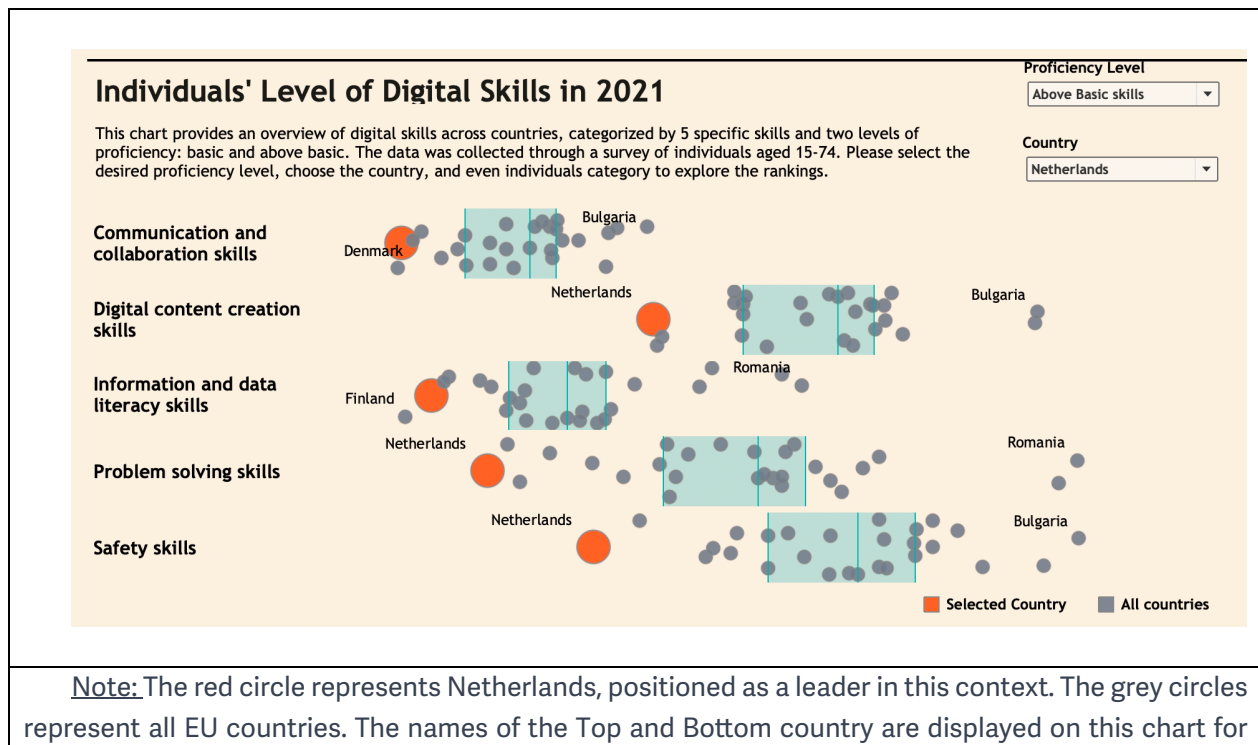 Proficiency Level
Individuals' Level of Digital Skills in 2021
Above Basic skills
This chart provides an overview of digital skills across countries, categorized by 5 specific skills and two levels of
proficiency: basic and above basic. The data was collected through a survey of individuals aged 15-74. Please select the
desired proficiency level, choose the country, and even individuals category to explore the rankings.
Country
Netherlands
Communication and
collaboration skills
Denmark
Bulgaria
Digital content creation
skills
Netherlands
Bulgaria
Information and data
literacy skills
Finland
Romania
Problem solving skills
Netherlands
Romania
Safety skills
Netherlands
Bulgaria
Selected Country
All countries
Note: The red circle represents Netherlands, positioned as a leader in this context. The grey circles
represent all EU countries. The names of the Top and Bottom country are displayed on this chart for